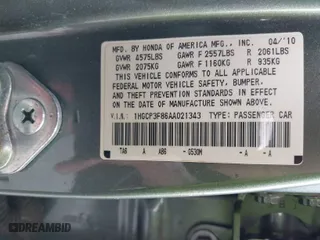 MFD. BY HONDA OF AMERICA MFG., INC. 04/'10
GVWR 4575LBS GAWR F 2557LBS R 2061LBS
GVWR 2075KG GAWR F 1160KG R 935KG
THIS VEHICLE CONFORMS TO ALL APPLICABLE
FEDERAL MOTOR VEHICLE SAFETY, BUMPER, AND
THEFT PREVENTION STANDARDS IN EFFECT ON THE
DATE OF MANUFACTURE SHOWN ABOVE.
V.I.N.: 1HGCP3F86AA021343 TYPE: PASSENGER CAR
TA6 A AB6 - G530M - A - A
DREAMBID